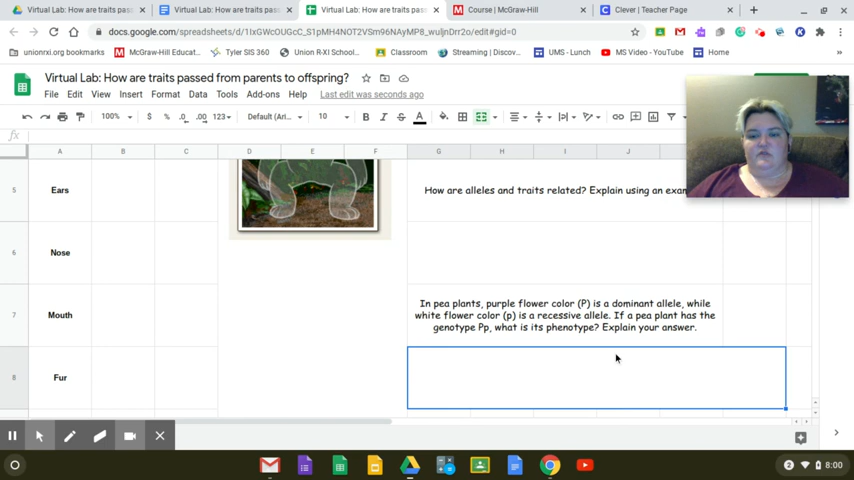 Virtual Lab: How are traits pass
Virtual Lab: How are traits pas
Virtual Lab: How are traits pas
Course | McGraw-Hill
Clever | Teacher Page
docs.google.com/spreadsheets/d/
/edit#gid=0
unionrxi.org bookmarks
McGraw-Hill Educat...
Tyler SIS 360
Union R-XI School...
Classroom
Streaming | Discov...
UMS - Lunch
MS Video - YouTube
Home
Virtual Lab: How are traits passed from parents to offspring?
File Edit View Insert Format Data Tools Add-ons Help Last edit was seconds ago
100% $ % .0 .00 123 Default (Ari... 10 B I S A
fx
A B C D E F G H I J
5 Ears
How are alleles and traits related? Explain using an exam
6 Nose
7 Mouth
In pea plants, purple flower color (P) is a dominant allele, while
white flower color (p) is a recessive allele. If a pea plant has the
genotype Pp, what is its phenotype? Explain your answer.
8 Fur
2 8:00